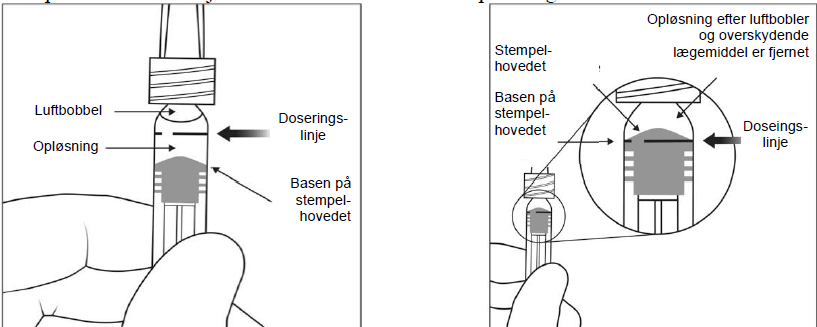 Luftbobbel
Opløsning
Doserings-
linje
Basen på
stempel-
hovedet
Opløsning efter luftbobler
og overskydende
lægemiddel er fjernet
Stempel-
hovedet
Basen på
stempel-
hovedet
Doseings-
linje